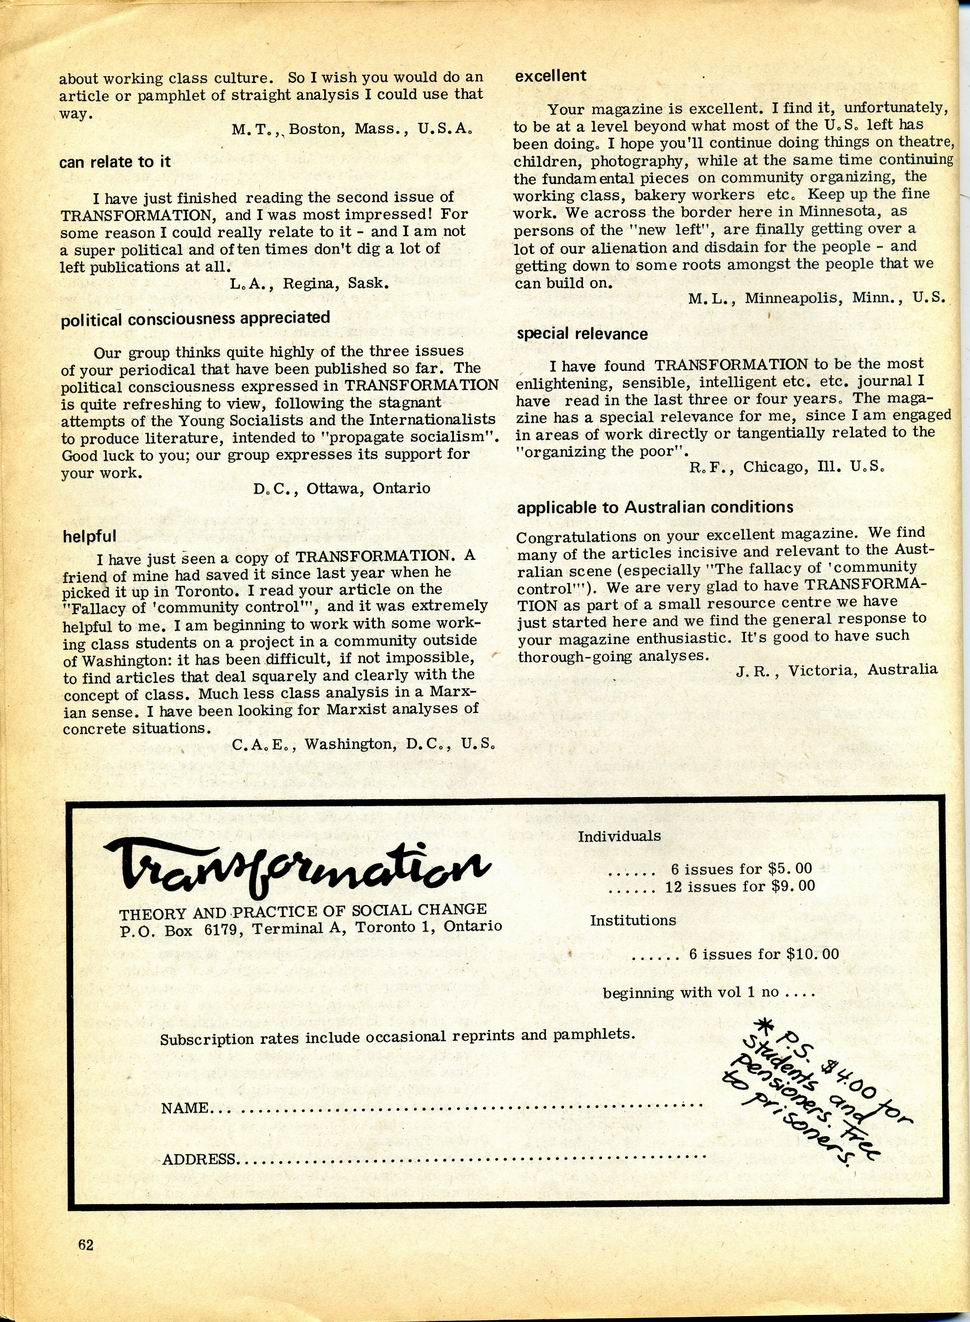 about working class culture. So I wish you would do an
article or pamphlet of straight analysis I could use that
way.
M.T., Boston, Mass., U.S.A.
can relate to it
I have just finished reading the second issue of
TRANSFORMATION, and I was most impressed! For
some reason I could really relate to it - and I am not
a super political and often times don't dig a lot of
left publications at all.
L.A., Regina, Sask.
political consciousness appreciated
Our group thinks quite highly of the three issues
of your periodical that have been published so far. The
political consciousness expressed in TRANSFORMATION
is quite refreshing to view, following the stagnant
attempts of the Young Socialists and the Internationalists
to produce literature, intended to "propagate socialism".
Good luck to you; our group expresses its support for
your work.
D.C., Ottawa, Ontario
helpful
I have just seen a copy of TRANSFORMATION. A
friend of mine had saved it since last year when he
picked it up in Toronto. I read your article on the
"Fallacy of 'community control'", and it was extremely
helpful to me. I am beginning to work with some work-
ing class students on a project in a community outside
of Washington: it has been difficult, if not impossible,
to find articles that deal squarely and clearly with the
concept of class. Much less class analysis in a Marx-
ian sense. I have been looking for Marxist analyses of
concrete situations.
C.A.E., Washington, D.C., U.S.
excellent
Your magazine is excellent. I find it, unfortunately,
to be at a level beyond what most of the U.S. left has
been doing. I hope you'll continue doing things on theatre,
children, photography, while at the same time continuing
the fundamental pieces on community organizing, the
working class, bakery workers etc. Keep up the fine
work. We across the border here in Minnesota, as
persons of the "new left", are finally getting over a
lot of our alienation and disdain for the people - and
getting down to some roots amongst the people that we
can build on.
M.L., Minneapolis, Minn., U.S.
special relevance
I have found TRANSFORMATION to be the most
enlightening, sensible, intelligent etc. etc. journal I
have read in the last three or four years. The maga-
zine has a special relevance for me, since I am engaged
in areas of work directly or tangentially related to the
"organizing the poor".
R.F., Chicago, Ill. U.S.
applicable to Australian conditions
Congratulations on your excellent magazine. We find
many of the articles incisive and relevant to the Aust-
ralian scene (especially "The fallacy of 'community
control'"). We are very glad to have TRANSFORMA-
TION as part of a small resource centre we have
just started here and we find the general response to
your magazine enthusiastic. It's good to have such
thorough-going analyses.
J.R., Victoria, Australia
Transformation
THEORY AND PRACTICE OF SOCIAL CHANGE
P.O. Box 6179, Terminal A, Toronto 1, Ontario
Individuals
...... 6 issues for $5.00
...... 12 issues for $9.00
Institutions
...... 6 issues for $10.00
beginning with vol 1 no ....
Subscription rates include occasional reprints and pamphlets.
* P.S. $4.00 for
students and
pensioners. Free
to prisoners.
NAME... ..................................................
ADDRESS...................................................
62